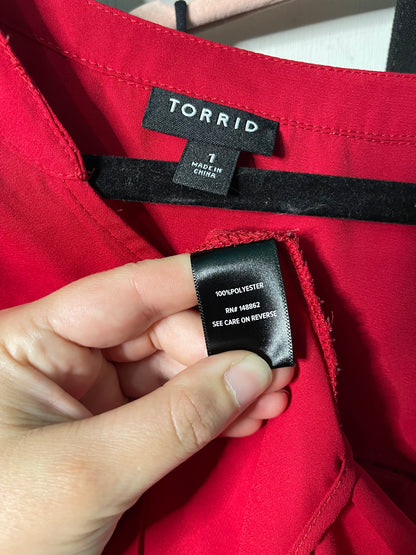 TORRID
1
MADE IN
CHINA
100%POLYESTER
RN# 148862
SEE CARE ON REVERSE